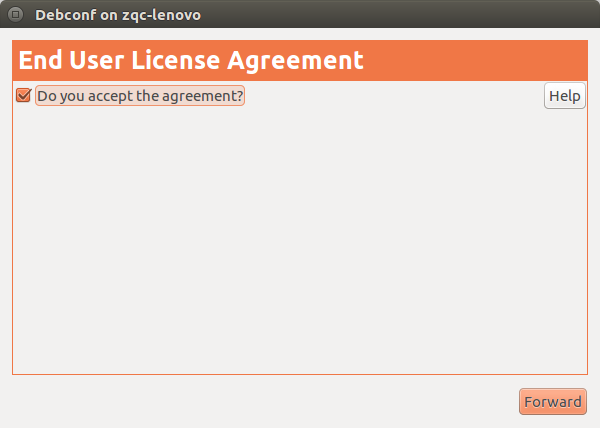 Debconf on zqc-lenovo
End User License Agreement
Do you accept the agreement?
Help
Forward